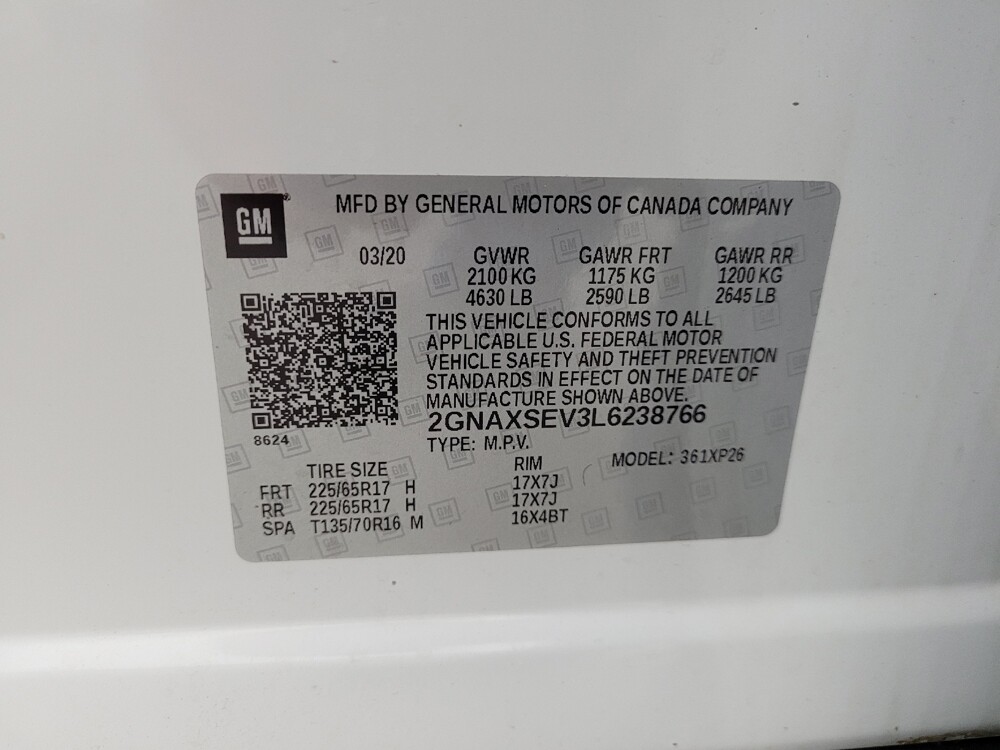 GM
MFD BY GENERAL MOTORS OF CANADA COMPANY
03/20 GVWR GAWR FRT GAWR RR
2100 KG 1175 KG 1200 KG
4630 LB 2590 LB 2645 LB
THIS VEHICLE CONFORMS TO ALL
APPLICABLE U.S. FEDERAL MOTOR
VEHICLE SAFETY AND THEFT PREVENTION
STANDARDS IN EFFECT ON THE DATE OF
MANUFACTURE SHOWN ABOVE.
2GNAXSEV3L6238766
8624
TYPE: M.P.V. MODEL: 361XP26
TIRE SIZE RIM
FRT 225/65R17 H 17X7J
RR 225/65R17 H 17X7J
SPA T135/70R16 M 16X4BT